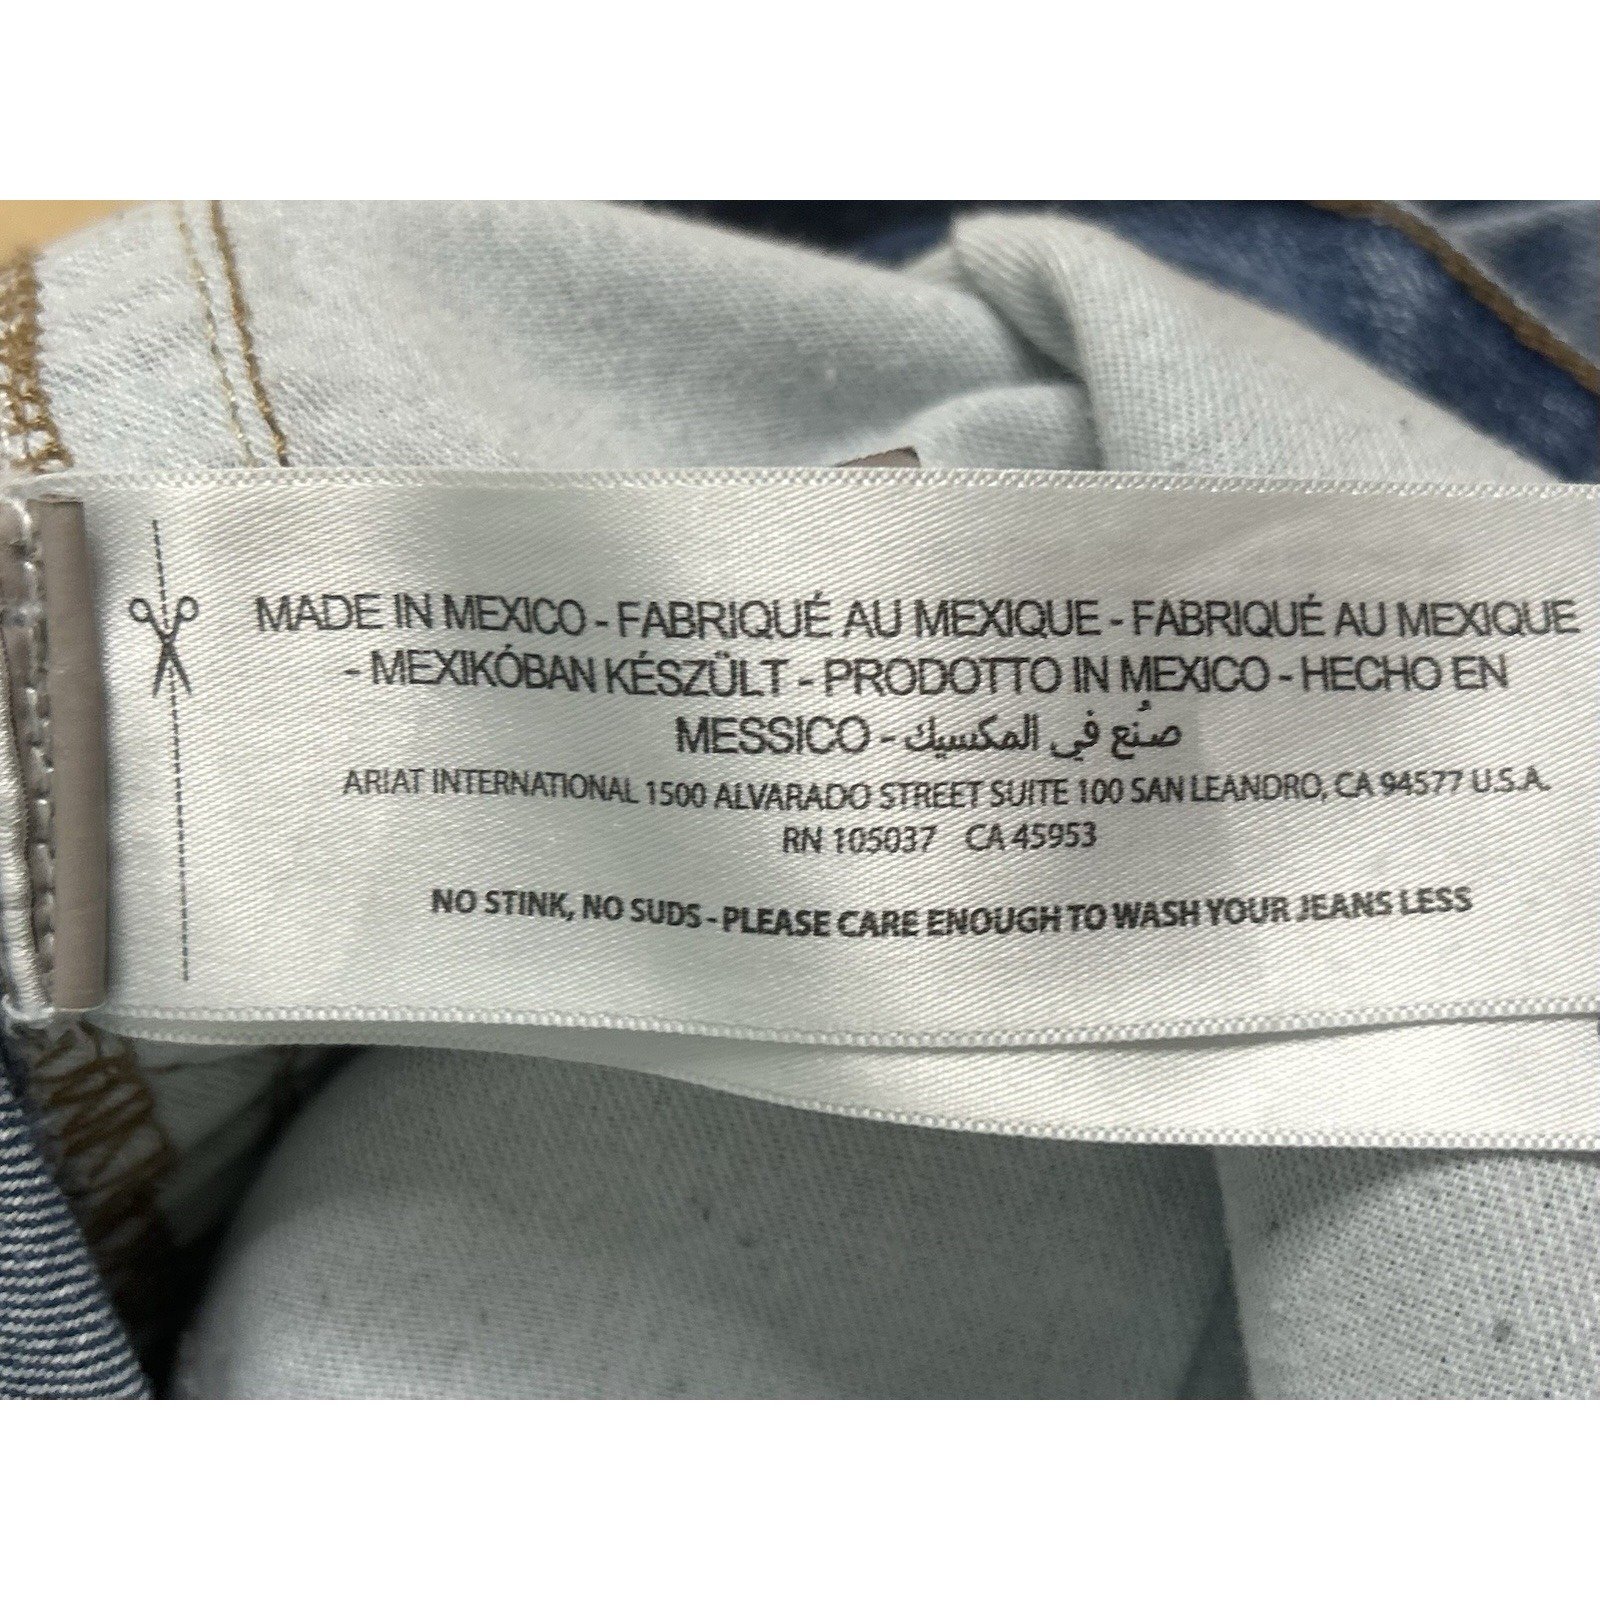 MADE IN MEXICO - FABRIQUÉ AU MEXIQUE - FABRIQUÉ AU MEXIQUE
- MEXIKÓBAN KÉSZÜLT - PRODOTTO IN MEXICO - HECHO EN
MESSICO - صُنع في المكسيك
ARIAT INTERNATIONAL 1500 ALVARADO STREET SUITE 100 SAN LEANDRO, CA 94577 U.S.A.
RN 105037 CA 45953
NO STINK, NO SUDS - PLEASE CARE ENOUGH TO WASH YOUR JEANS LESS